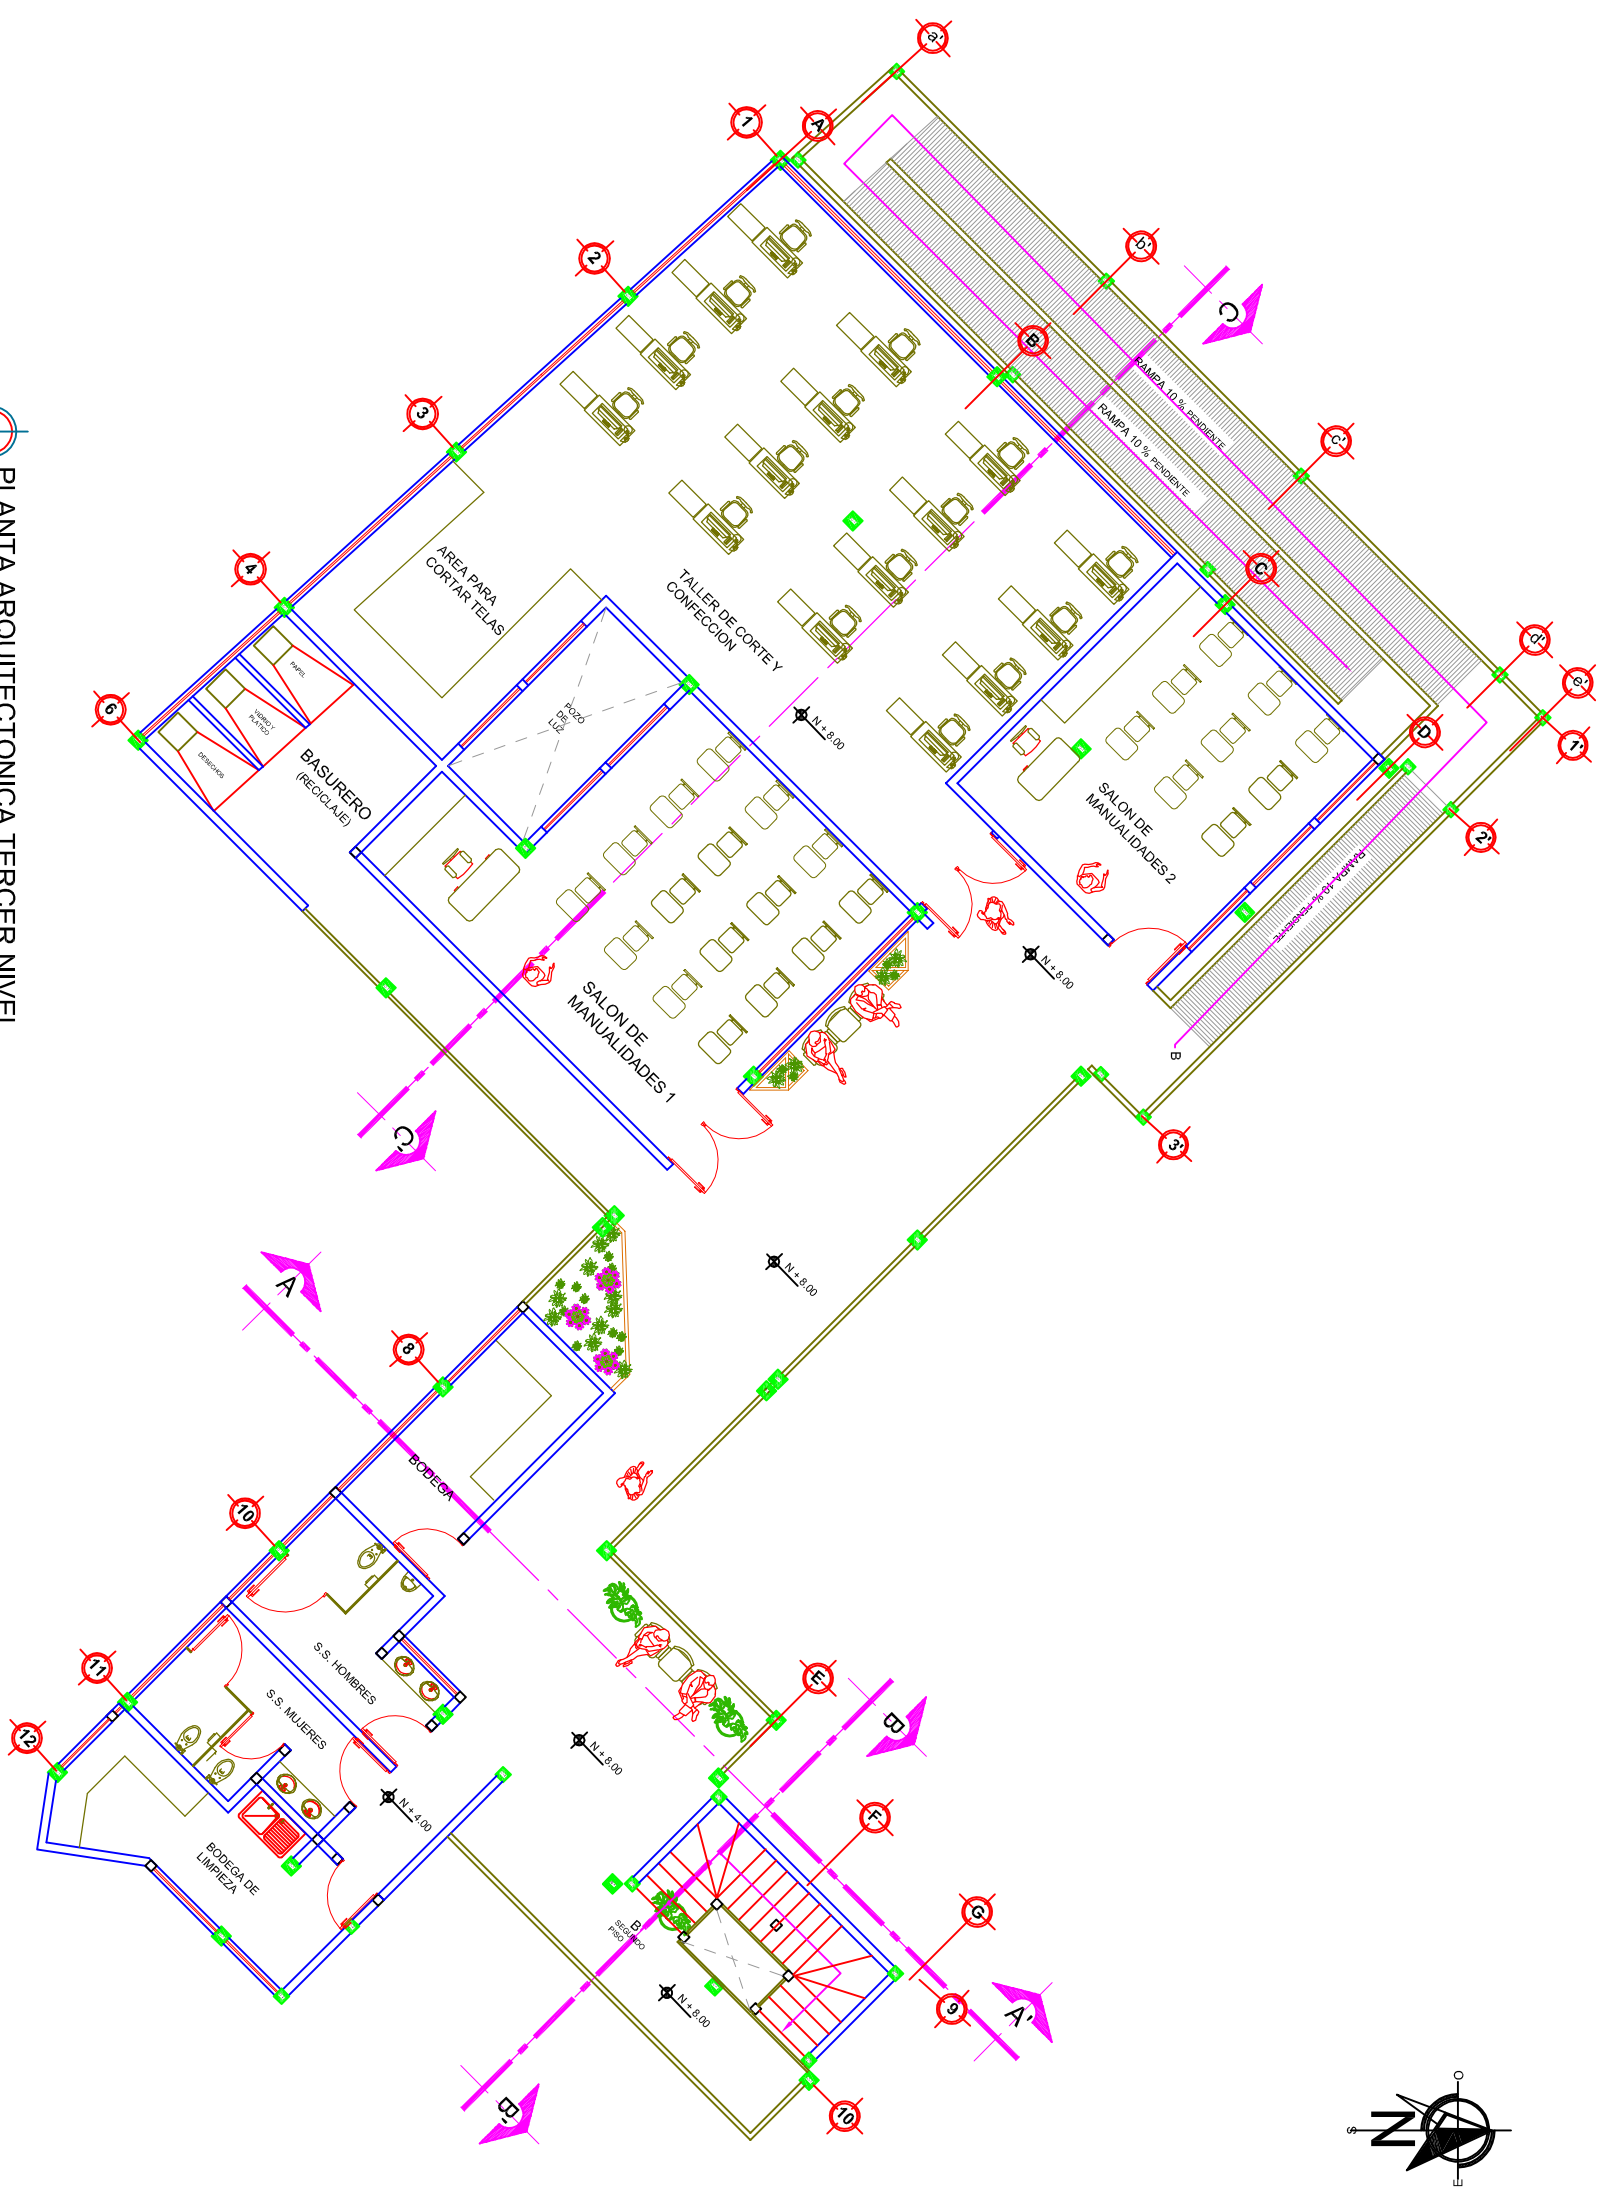 PLANTA ARQUITECTONICA TERCER NIVEL
a'
1
A
2
b'
C
B
3
RAMPA 10 % PENDIENTE
RAMPA 10 % PENDIENTE
c'
4
AREA PARA
CORTAR TELAS
TALLER DE CORTE Y
CONFECCION
C
d'
e'
1'
PAPEL
VIDRIO Y
PLATICO
DESECHOS
6
POZO
DE
LUZ
N + 8.00
D
BASURERO
(RECICLAJE)
SALON DE
MANUALIDADES 2
2'
RAMPA 10 % PENDIENTE
N + 8.00
SALON DE
MANUALIDADES 1
B
3'
C'
A
N + 8.00
8
BODEGA
10
S.S. HOMBRES
S.S. MUJERES
11
12
E
B
N + 8.00
N + 4.00
F
BODEGA DE
LIMPIEZA
G
D
B
SEGUNDO
PISO
N + 8.00
9
A'
10
B'
O
S
N
E